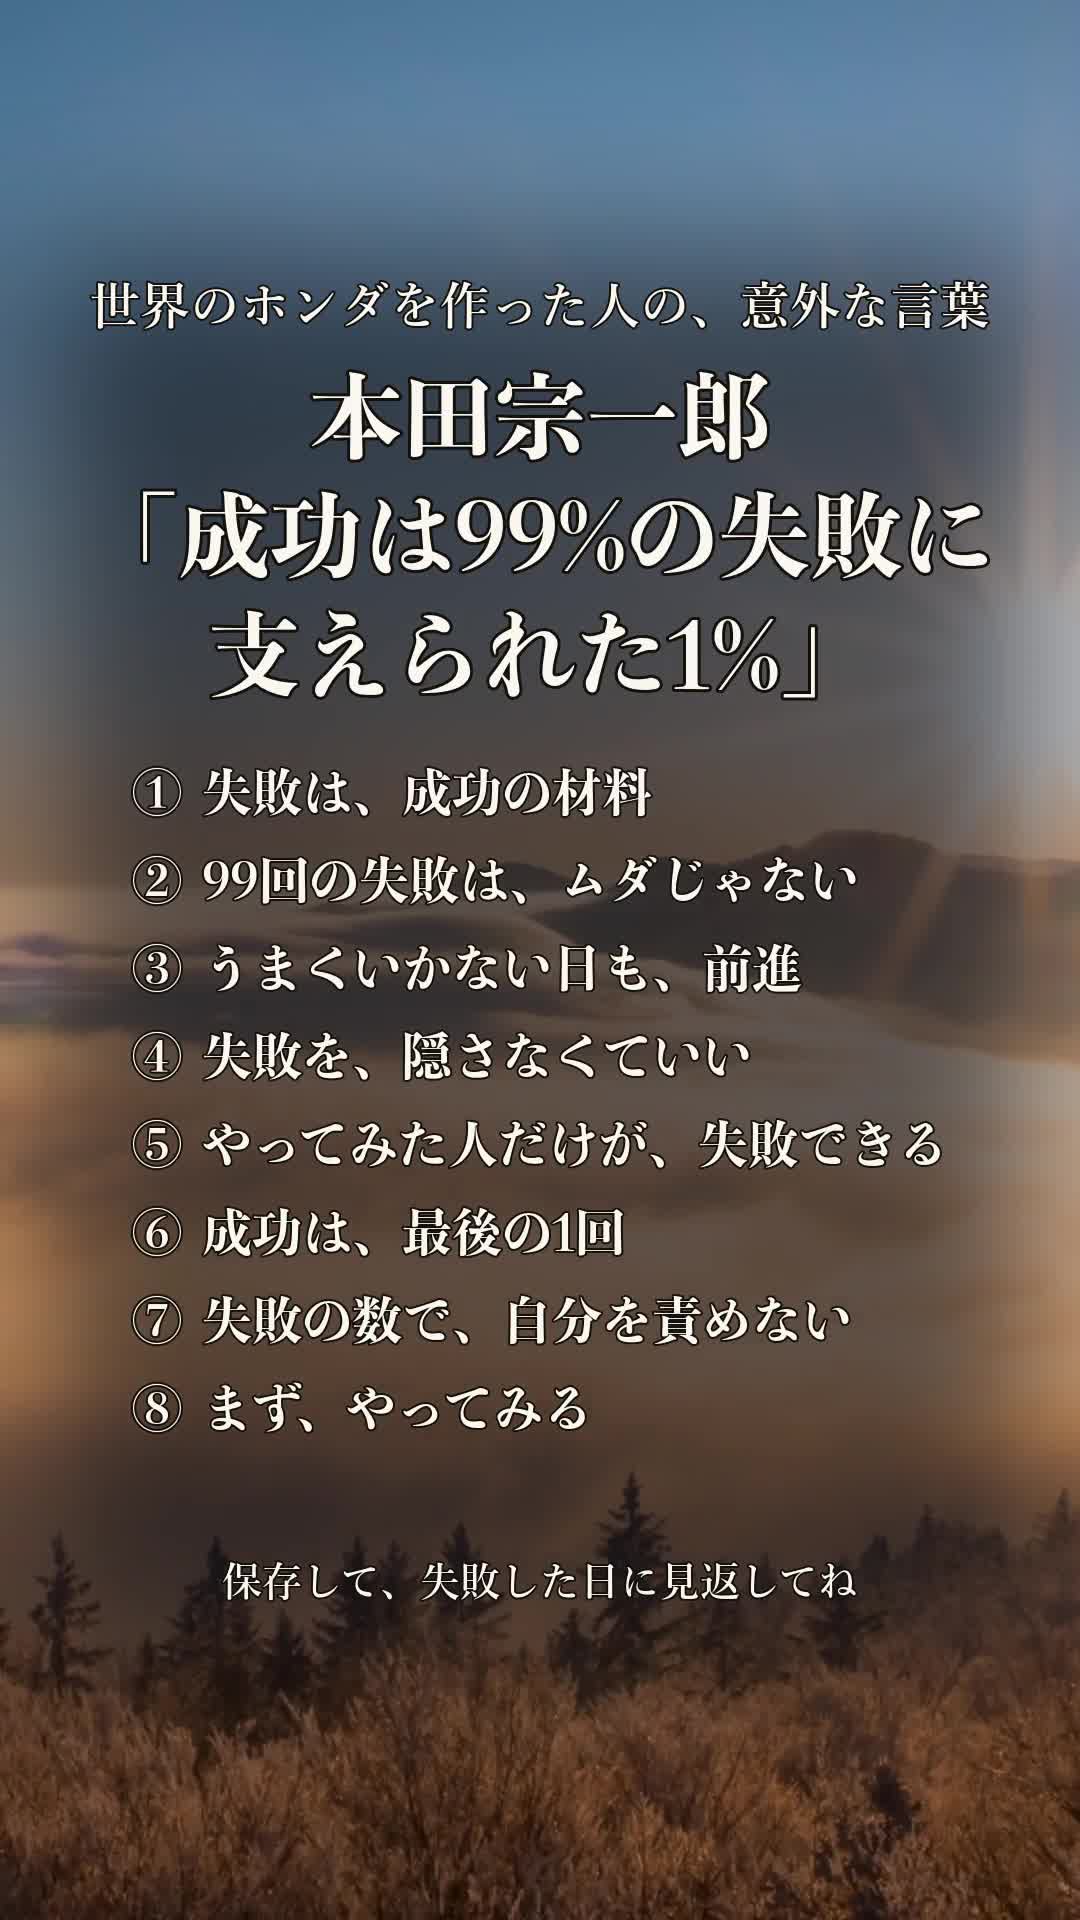 世界のホンダを作った人の、意外な言葉
本田宗一郎
「成功は99%の失敗に
支えられた1%」
① 失敗は、成功の材料
② 99回の失敗は、ムダじゃない
③ うまくいかない日も、前進
④ 失敗を、隠さなくていい
⑤ やってみた人だけが、失敗できる
⑥ 成功は、最後の1回
⑦ 失敗の数で、自分を責めない
⑧ まず、やってみる
保存して、失敗した日に見返してね